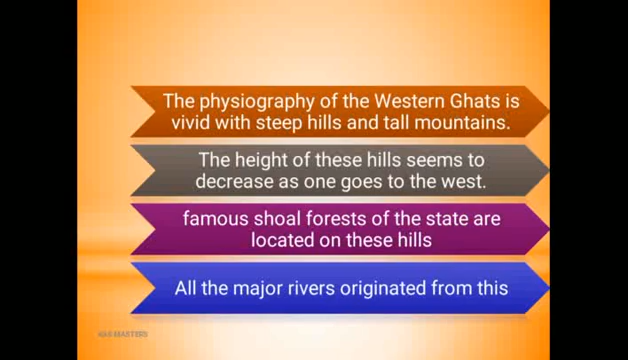 The physiography of the Western Ghats is
vivid with steep hills and tall mountains.
The height of these hills seems to
decrease as one goes to the west.
famous shoal forests of the state are
located on these hills
All the major rivers originated from this
MASTERS